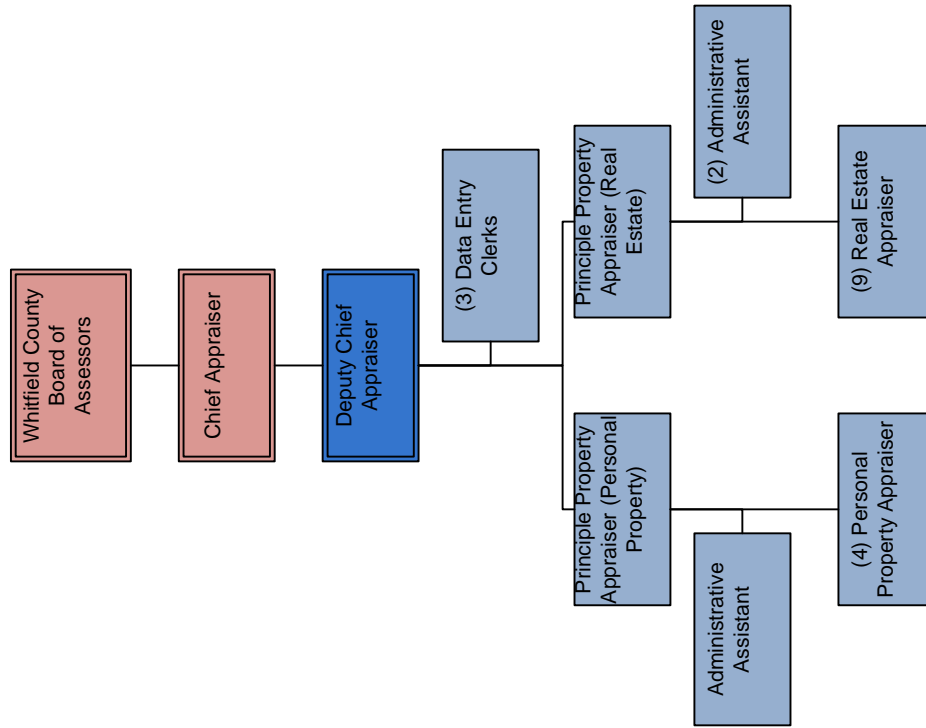 Whitfield County
Board of
Assessors
Chief Appraiser
Deputy Chief
Appraiser
(3) Data Entry
Clerks
Principle Property
Appraiser (Personal
Property)
Principle Property
Appraiser (Real
Estate)
Administrative
Assistant
(2) Administrative
Assistant
(4) Personal
Property Appraiser
(9) Real Estate
Appraiser